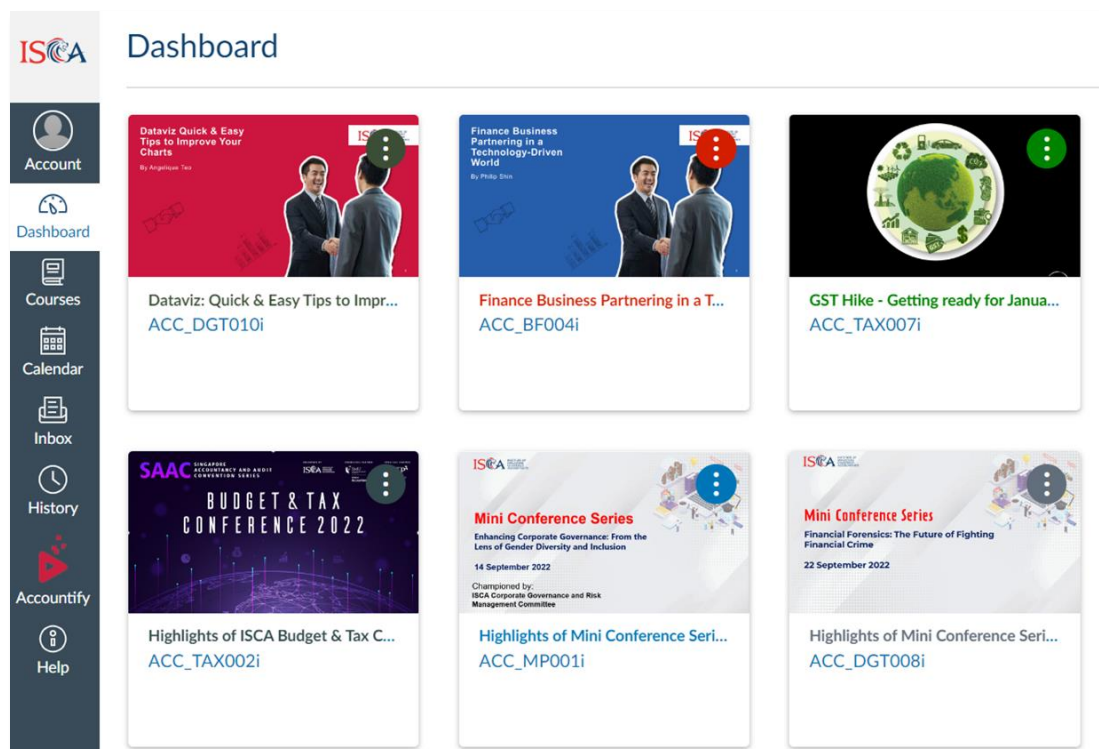 ISCA
Dashboard
Account
Dashboard
Courses
Calendar
Inbox
History
Accountify
Help
Dataviz Quick & Easy
Tips to Improve Your
Charts
By Angelique Teo
Dataviz: Quick & Easy Tips to Impr...
ACC_DGT010i
Finance Business
Partnering in a
Technology-Driven
World
By Philip Shin
Finance Business Partnering in a T...
ACC_BF004i
GST Hike - Getting ready for Janua...
ACC_TAX007i
SAAC SINGAPORE
ACCOUNTANCY AND AUDIT
CONVENTION SERIES
ISCA
BUDGET & TAX
CONFERENCE 2022
Highlights of ISCA Budget & Tax C...
ACC_TAX002i
ISCA
Mini Conference Series
Enhancing Corporate Governance: From the
Lens of Gender Diversity and Inclusion
14 September 2022
Championed by:
ISCA Corporate Governance and Risk
Management Committee
Highlights of Mini Conference Seri...
ACC_MP001i
ISCA
Mini Conference Series
Financial Forensics: The Future of Fighting
Financial Crime
22 September 2022
Highlights of Mini Conference Seri...
ACC_DGT008i